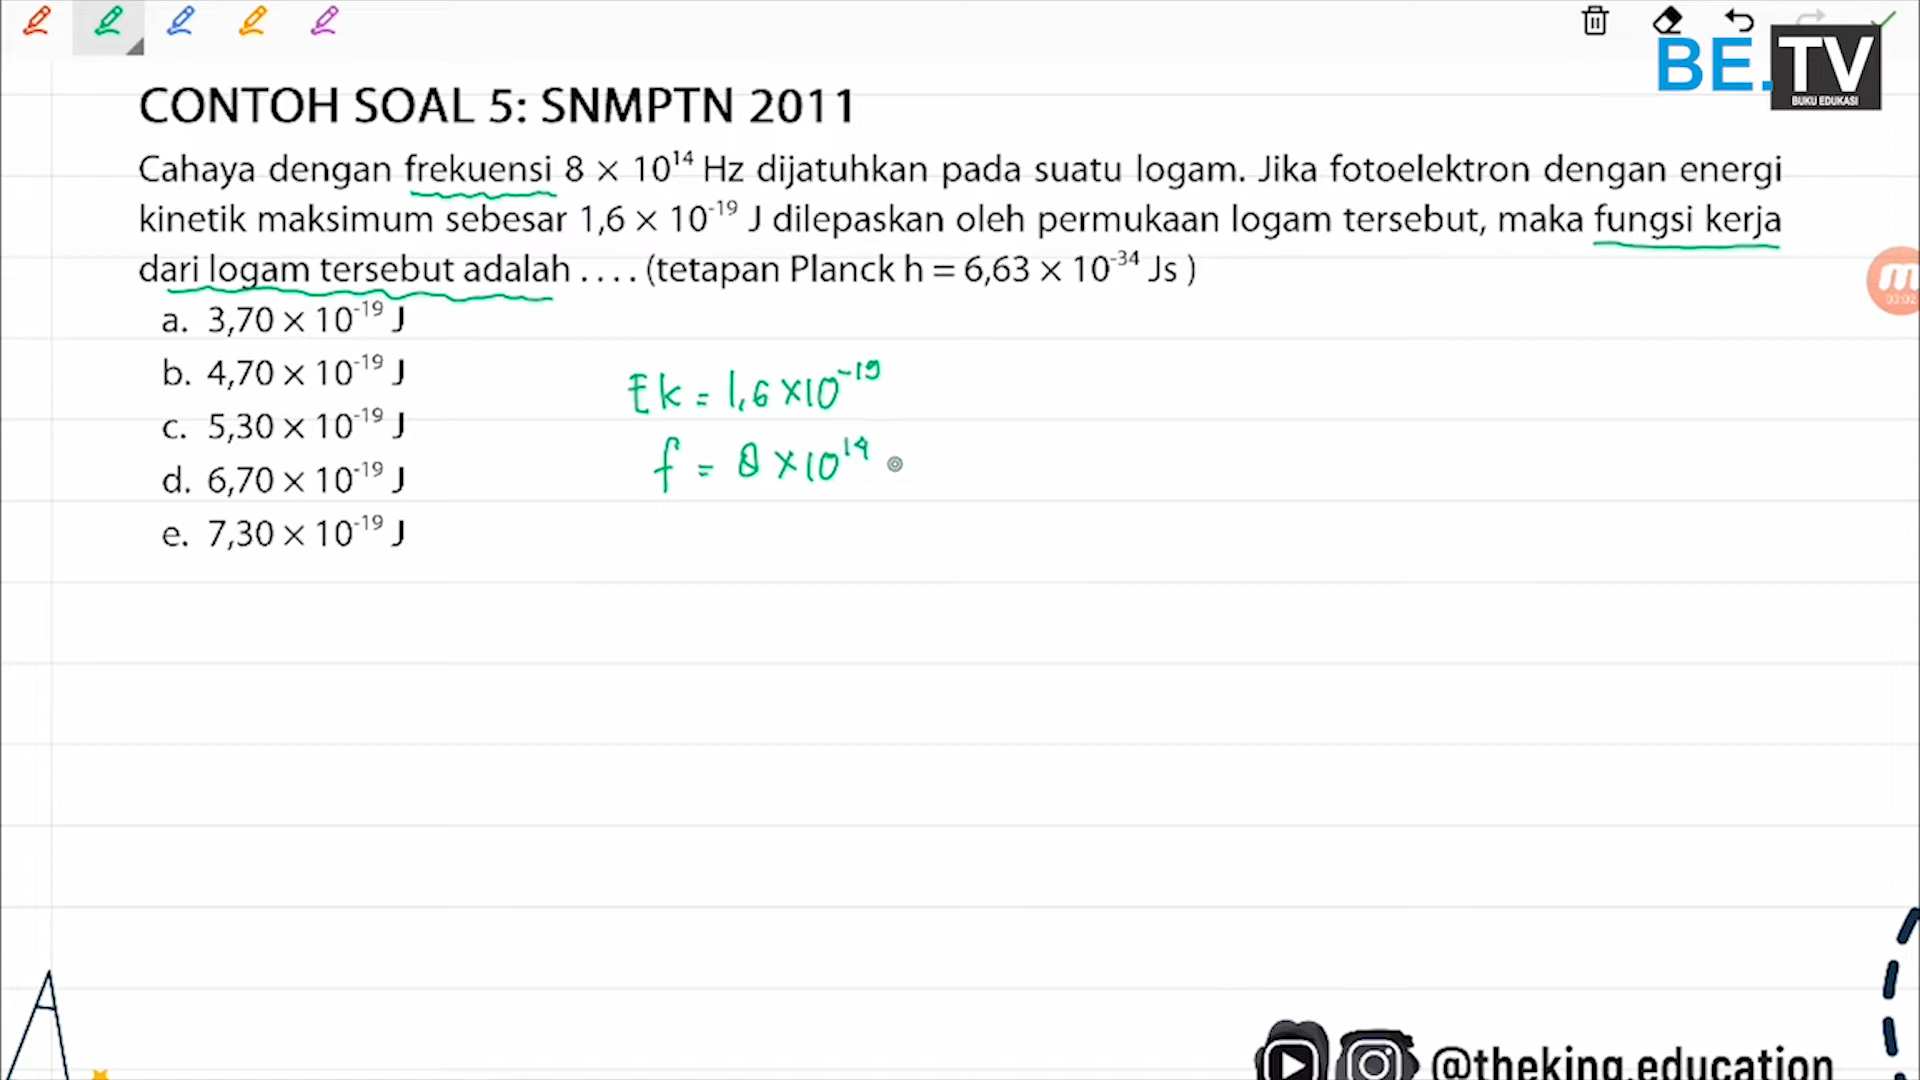 BE.TV
BUKU EDUKASI
CONTOH SOAL 5: SNMPTN 2011
Cahaya dengan frekuensi 8 × 10¹⁴ Hz dijatuhkan pada suatu logam. Jika fotoelektron dengan energi
kinetik maksimum sebesar 1,6 × 10⁻¹⁹ J dilepaskan oleh permukaan logam tersebut, maka fungsi kerja
dari logam tersebut adalah . . . . (tetapan Planck h = 6,63 × 10⁻³⁴ Js )
03:02
a. 3,70 × 10⁻¹⁹ J
b. 4,70 × 10⁻¹⁹ J
c. 5,30 × 10⁻¹⁹ J
d. 6,70 × 10⁻¹⁹ J
e. 7,30 × 10⁻¹⁹ J
Ek = 1,6 × 10⁻¹⁹
f = 8 × 10¹⁴
A
@theking.education